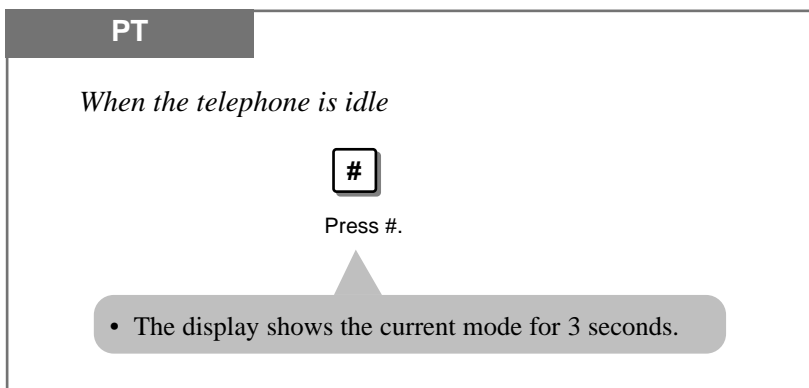 PT
When the telephone is idle
#
Press #.
• The display shows the current mode for 3 seconds.